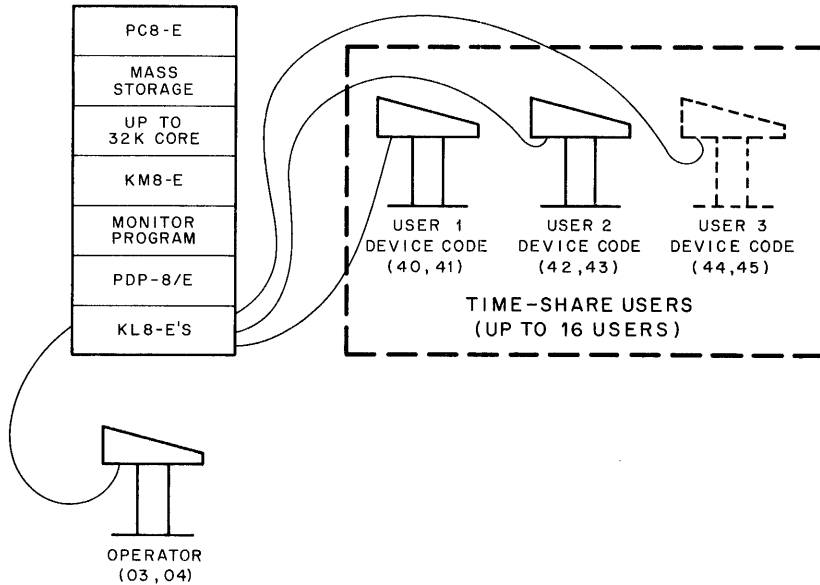 PC8-E
MASS
STORAGE
UP TO
32K CORE
KM8-E
MONITOR
PROGRAM
PDP-8/E
KL8-E'S
USER 1
DEVICE CODE
(40,41)
USER 2
DEVICE CODE
(42,43)
USER 3
DEVICE CODE
(44,45)
TIME-SHARE USERS
(UP TO 16 USERS)
OPERATOR
(03,04)